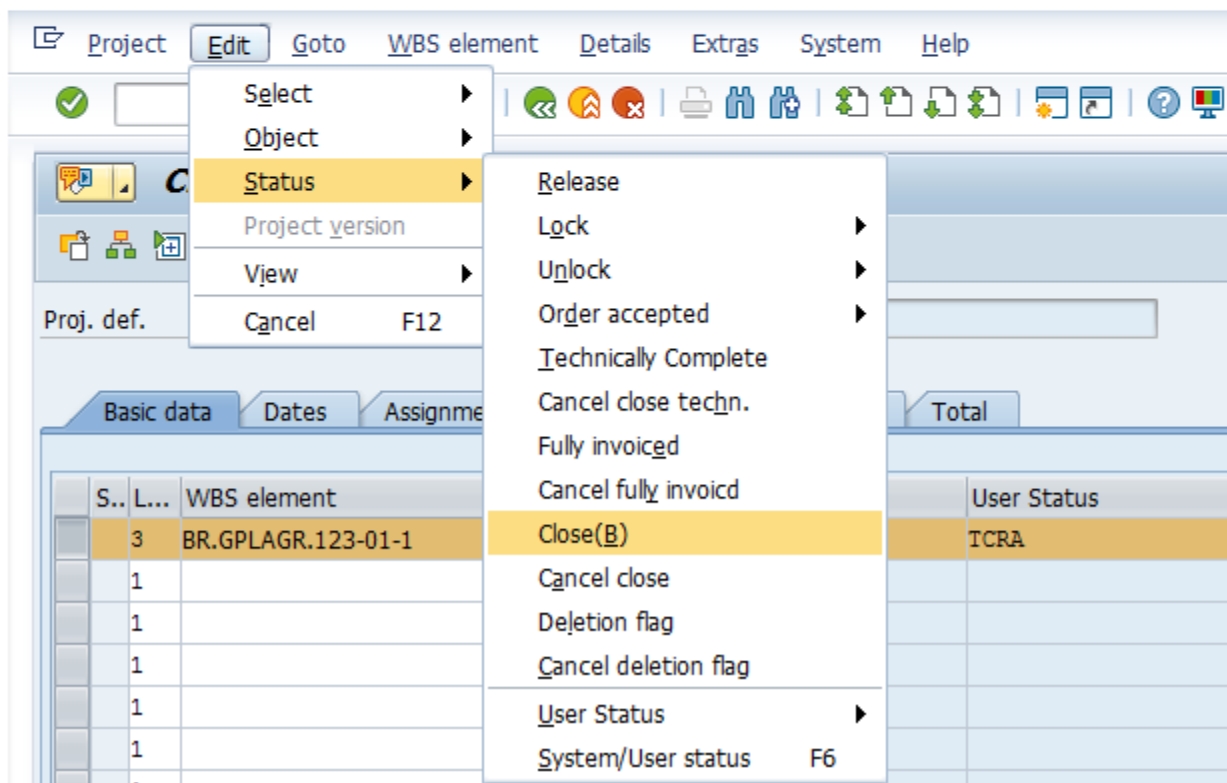 Project Edit Goto WBS element Details Extras System Help
Select
Object
Status
Project version
View
Cancel F12
Release
Lock
Unlock
Order accepted
Technically Complete
Cancel close techn.
Fully invoiced
Cancel fully invoicd
Close(B)
Cancel close
Deletion flag
Cancel deletion flag
User Status
System/User status F6
C
Proj. def.
Basic data Dates Assignme Total
S.. L... WBS element User Status
3 BR.GPLAGR.123-01-1 TCRA
1
1
1
1
1